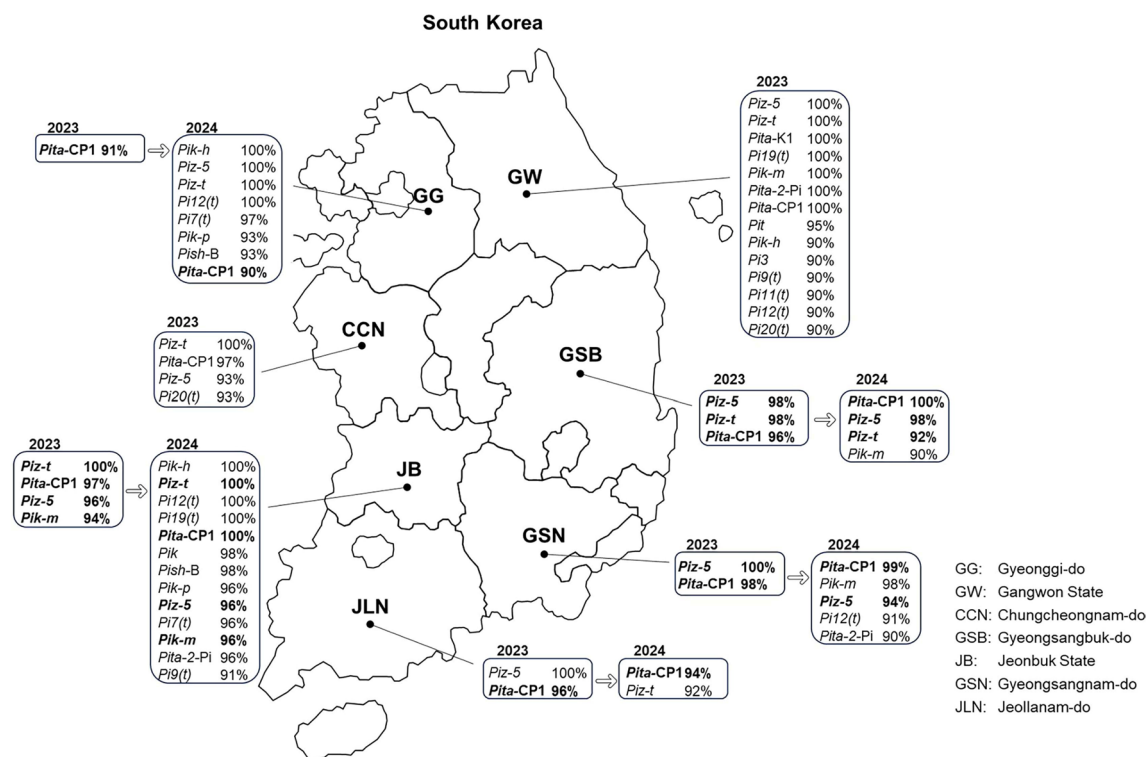 South Korea
2023
Pita-CP1 91%
2024
Pik-h 100%
Piz-5 100%
Piz-t 100%
Pi12(t) 100%
Pi7(t) 97%
Pik-p 93%
Pish-B 93%
Pita-CP1 90%
GG
GW
2023
Piz-5 100%
Piz-t 100%
Pita-K1 100%
Pi19(t) 100%
Pik-m 100%
Pita-2-Pi 100%
Pita-CP1 100%
Pit 95%
Pik-h 90%
Pi3 90%
Pi9(t) 90%
Pi11(t) 90%
Pi12(t) 90%
Pi20(t) 90%
2023
Piz-t 100%
Pita-CP1 97%
Piz-5 93%
Pi20(t) 93%
CCN
GSB
2023
Piz-5 98%
Piz-t 98%
Pita-CP1 96%
2024
Pita-CP1 100%
Piz-5 98%
Piz-t 92%
Pik-m 90%
2023
Piz-t 100%
Pita-CP1 97%
Piz-5 96%
Pik-m 94%
2024
Pik-h 100%
Piz-t 100%
Pi12(t) 100%
Pi19(t) 100%
Pita-CP1 100%
Pik 98%
Pish-B 98%
Pik-p 96%
Piz-5 96%
Pi7(t) 96%
Pik-m 96%
Pita-2-Pi 96%
Pi9(t) 91%
JB
GSN
2023
Piz-5 100%
Pita-CP1 98%
2024
Pita-CP1 99%
Pik-m 98%
Piz-5 94%
Pi12(t) 91%
Pita-2-Pi 90%
JLN
2023
Piz-5 100%
Pita-CP1 96%
2024
Pita-CP1 94%
Piz-t 92%
GG: Gyeonggi-do
GW: Gangwon State
CCN: Chungcheongnam-do
GSB: Gyeongsangbuk-do
JB: Jeonbuk State
GSN: Gyeongsangnam-do
JLN: Jeollanam-do